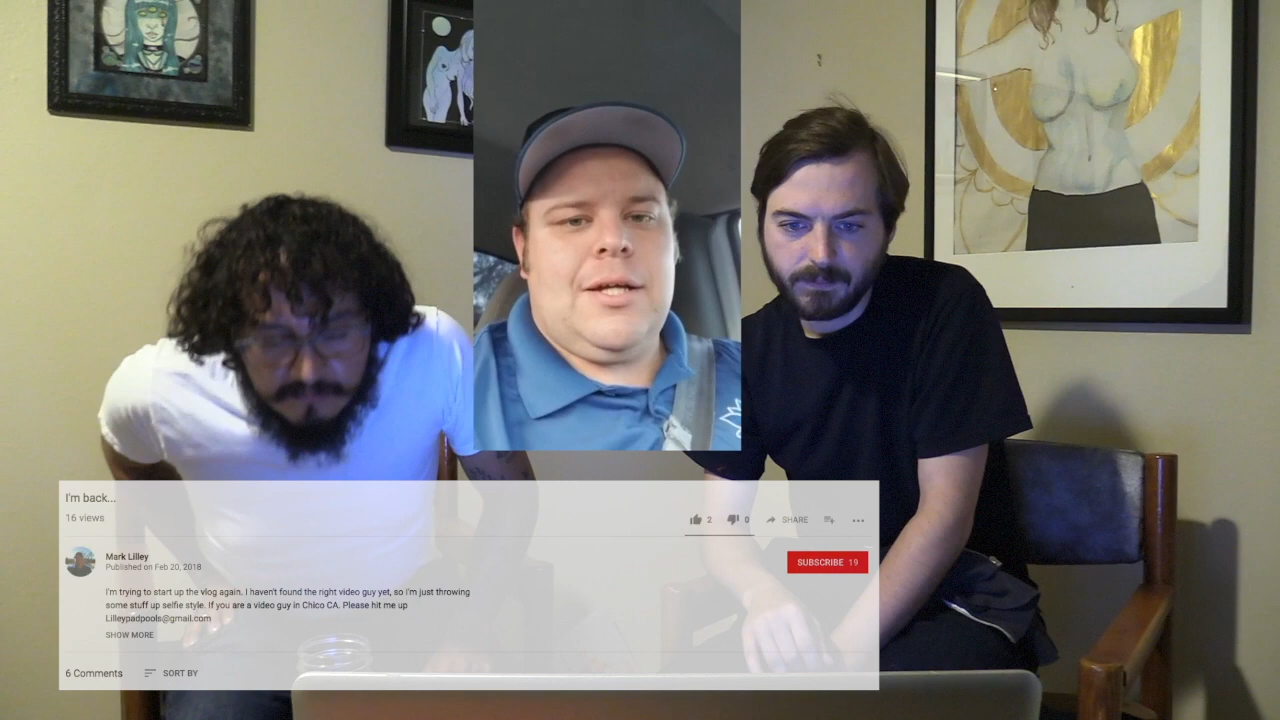 I'm back...
16 views
2 0 SHARE
Mark Lilley
Published on Feb 20, 2018
SUBSCRIBE 19
I'm trying to start up the vlog again. I haven't found the right video guy yet, so I'm just throwing
some stuff up selfie style. If you are a video guy in Chico CA. Please hit me up
Lilleypadpools@gmail.com
SHOW MORE
6 Comments SORT BY